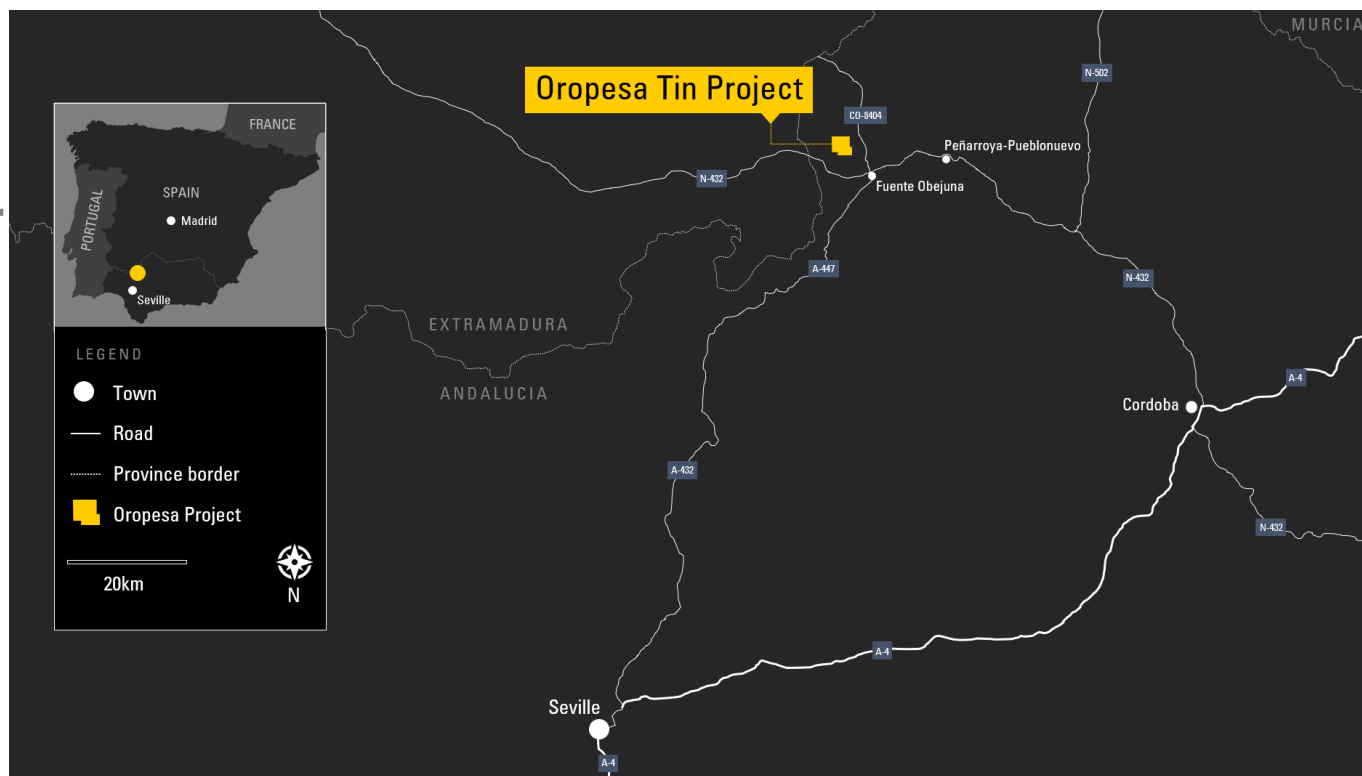 MURCIA
Oropesa Tin Project
N-502
CO-8404
Peñarroya-Pueblonuevo
N-432
Fuente Obejuna
A-447
N-432
EXTRAMADURA
ANDALUCIA
A-4
Cordoba
A-432
N-432
A-4
Seville
A-4
FRANCE
SPAIN
PORTUGAL
Madrid
Seville
LEGEND
Town
Road
Province border
Oropesa Project
20km
N